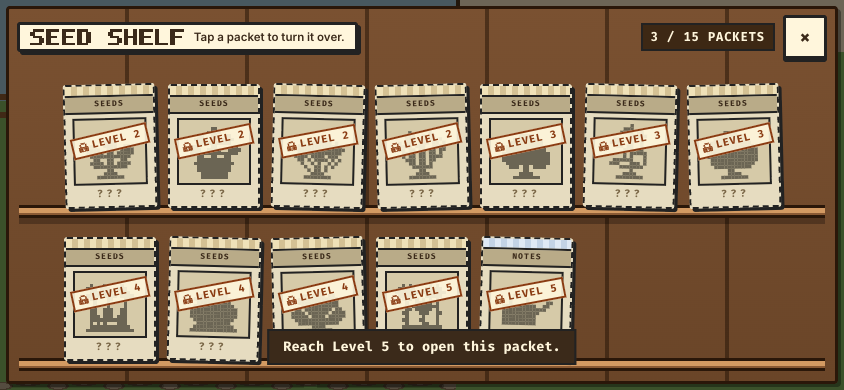 SEED SHELF Tap a packet to turn it over.
3 / 15 PACKETS
✖
SEEDS SEEDS SEEDS SEEDS SEEDS SEEDS SEEDS
LEVEL 2 LEVEL 2 LEVEL 2 LEVEL 2 LEVEL 3 LEVEL 3 LEVEL 3
??? ??? ??? ??? ??? ??? ???
SEEDS SEEDS SEEDS SEEDS NOTES
LEVEL 4 LEVEL 4 LEVEL 4 LEVEL 5 LEVEL 5
??? ???
Reach Level 5 to open this packet.